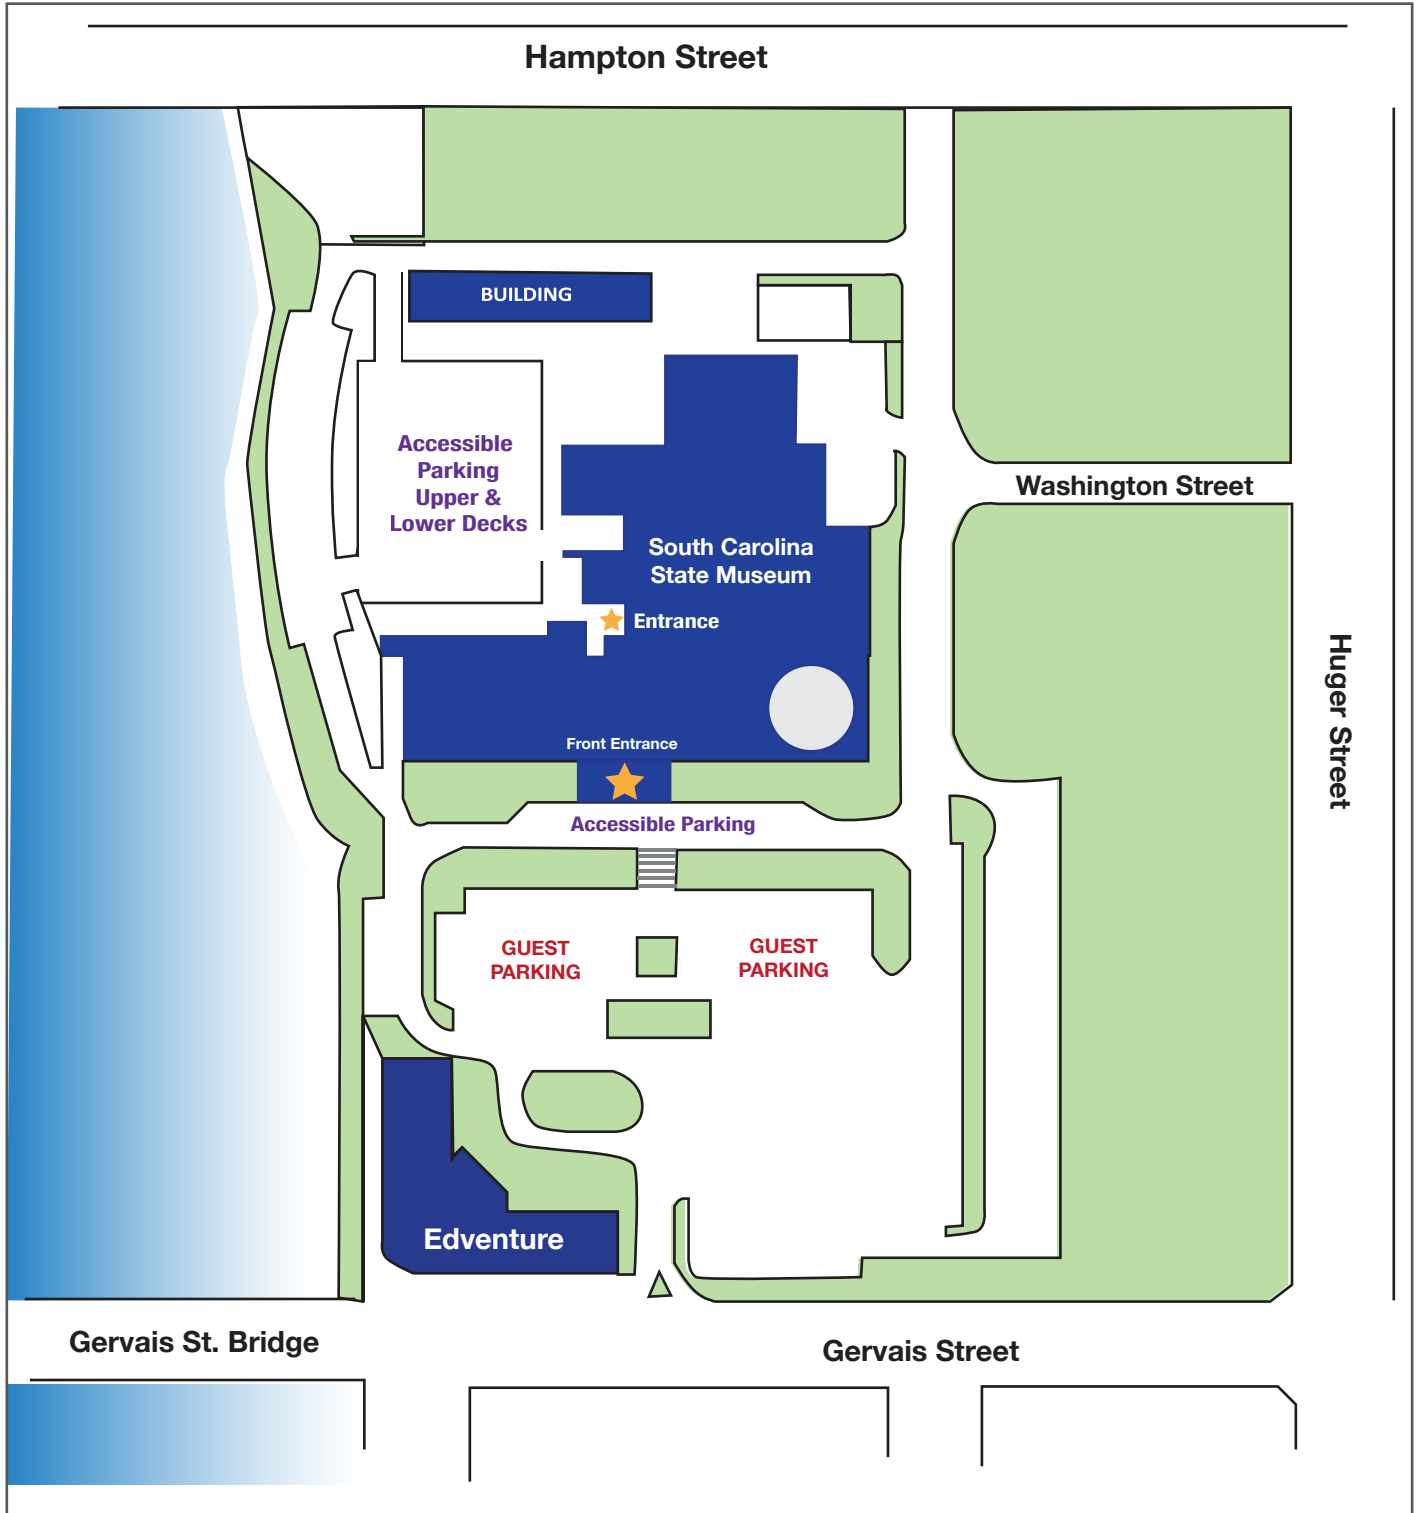 Hampton Street
BUILDING
Accessible
Parking
Upper &
Lower Decks
Washington Street
South Carolina
State Museum
Entrance
Huger Street
Front Entrance
Accessible Parking
GUEST
PARKING
GUEST
PARKING
Edventure
Gervais St. Bridge
Gervais Street